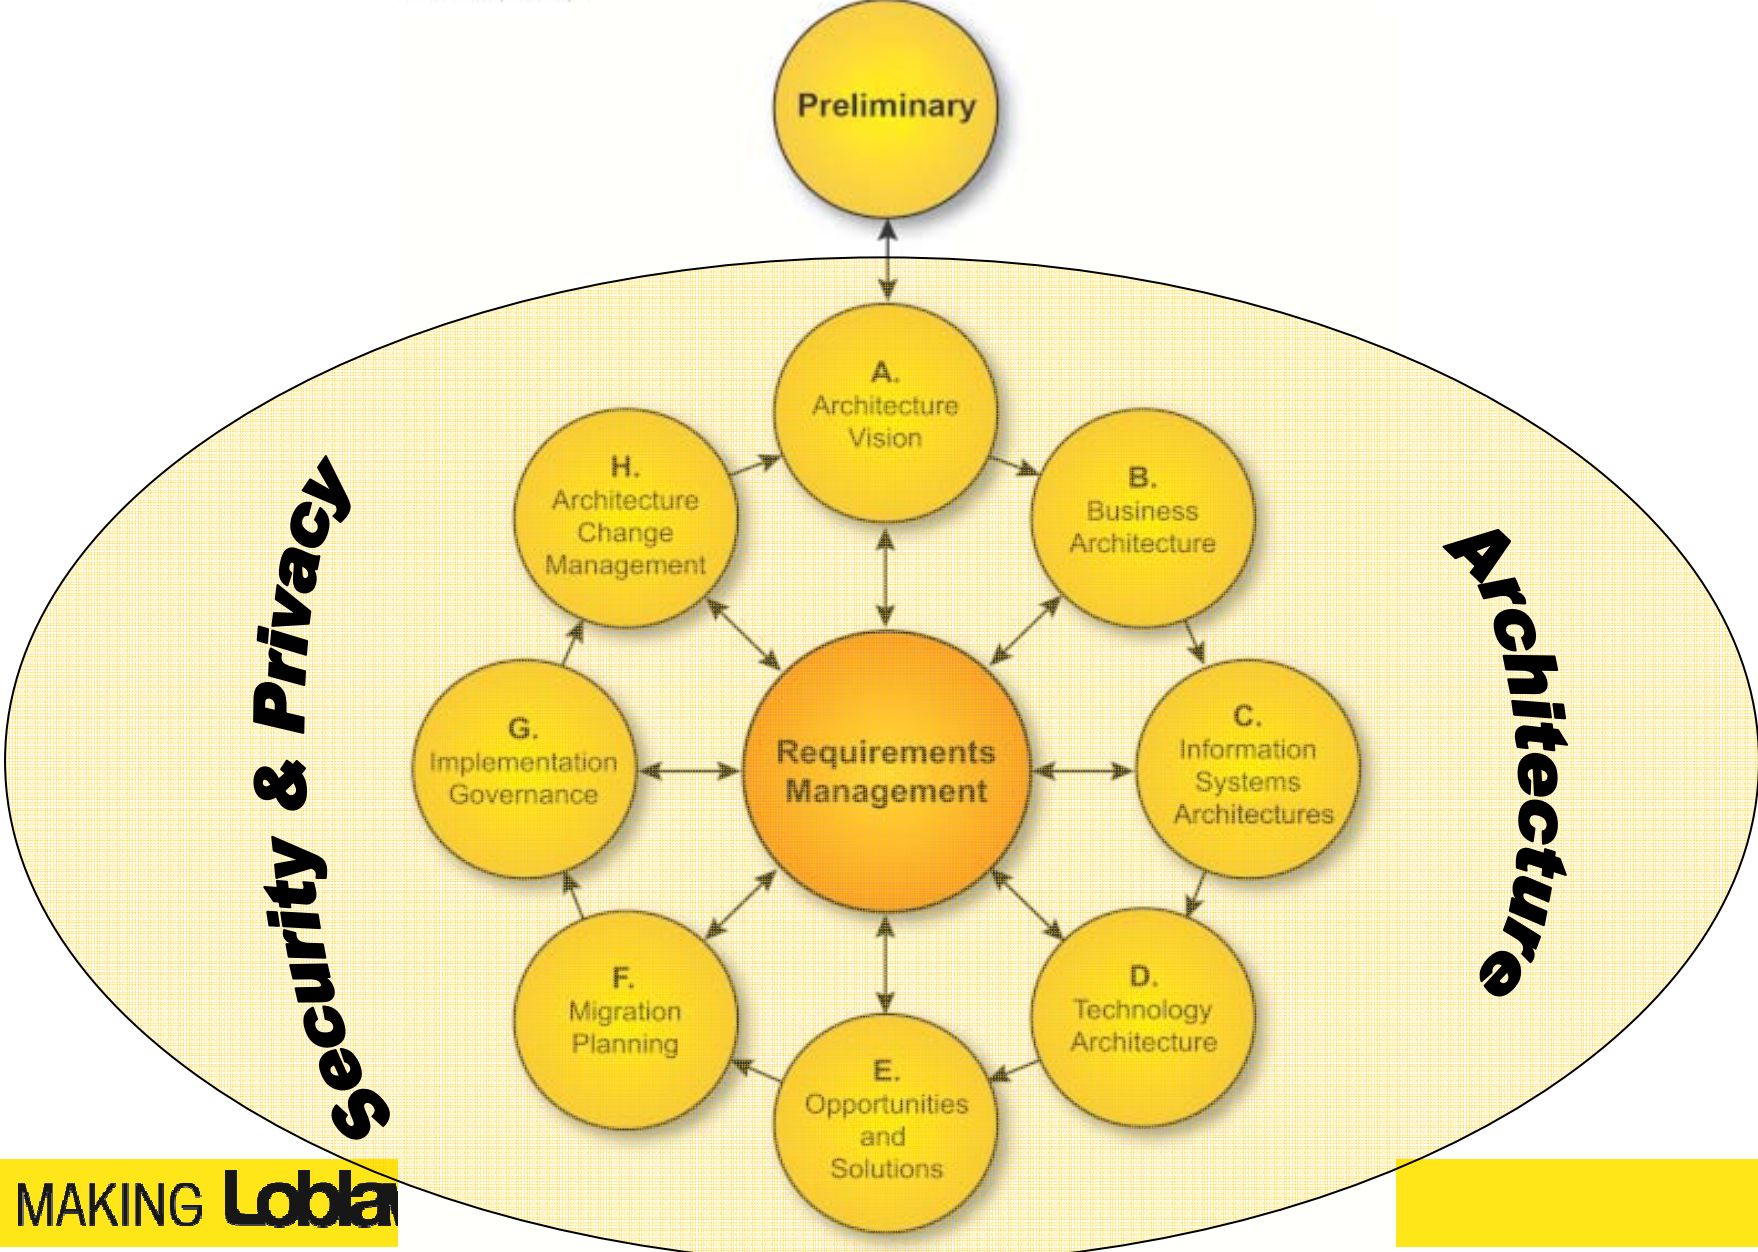 Preliminary
A.
Architecture
Vision
H.
Architecture
Change
Management
B.
Business
Architecture
Security & Privacy
Architecture
G.
Implementation
Governance
Requirements
Management
C.
Information
Systems
Architectures
F.
Migration
Planning
D.
Technology
Architecture
E.
Opportunities
and
Solutions
MAKING